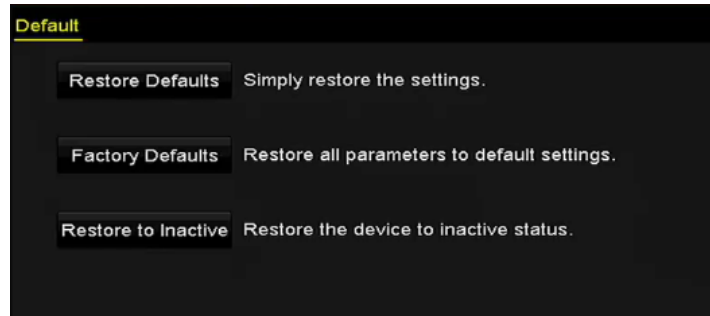 Default
Restore Defaults Simply restore the settings.
Factory Defaults Restore all parameters to default settings.
Restore to Inactive Restore the device to inactive status.